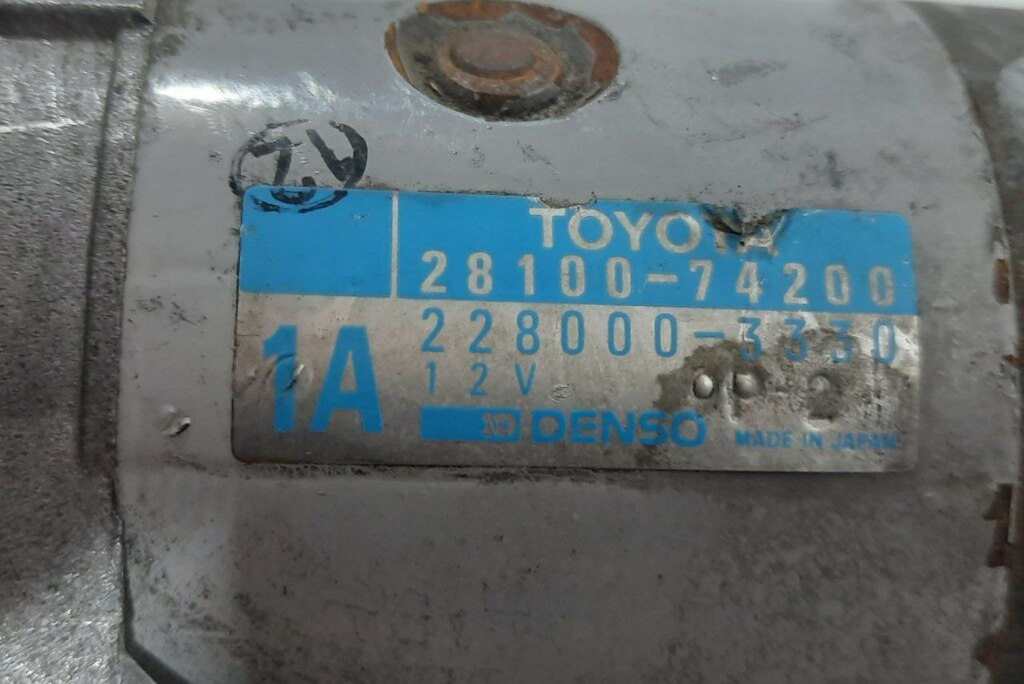 TOYOTA
28100-74200
228000-3330
1A
12V
DENSO
MADE IN JAPAN